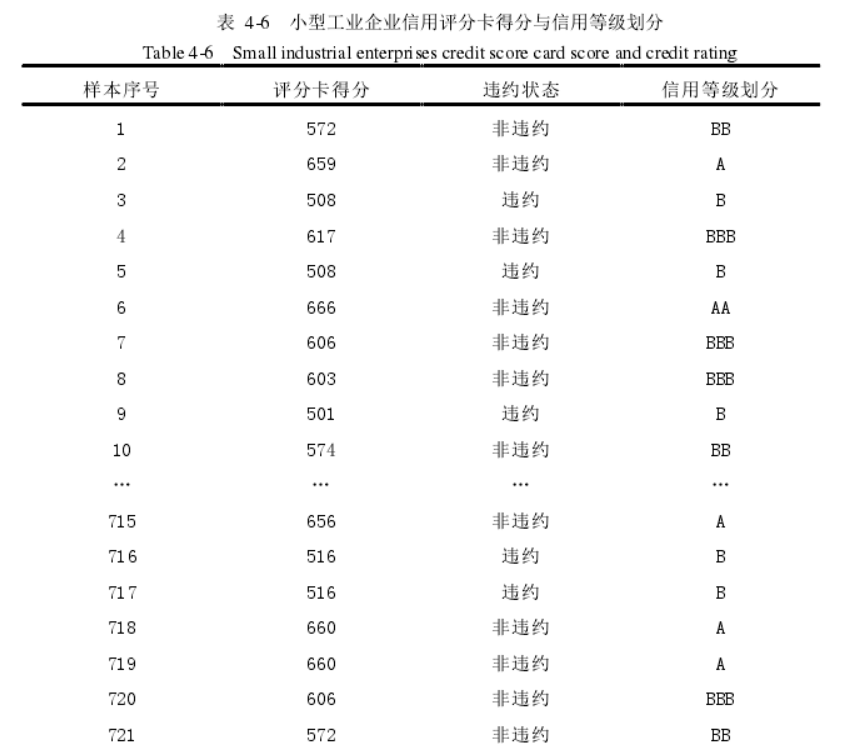 表 4-6 小型工业企业信用评分卡得分与信用等级划分
Table 4-6 Small industrial enterprises credit score card score and credit rating
样本序号 评分卡得分 违约状态 信用等级划分
1 572 非违约 BB
2 659 非违约 A
3 508 违约 B
4 617 非违约 BBB
5 508 违约 B
6 666 非违约 AA
7 606 非违约 BBB
8 603 非违约 BBB
9 501 违约 B
10 574 非违约 BB
… … … …
715 656 非违约 A
716 516 违约 B
717 516 违约 B
718 660 非违约 A
719 660 非违约 A
720 606 非违约 BBB
721 572 非违约 BB